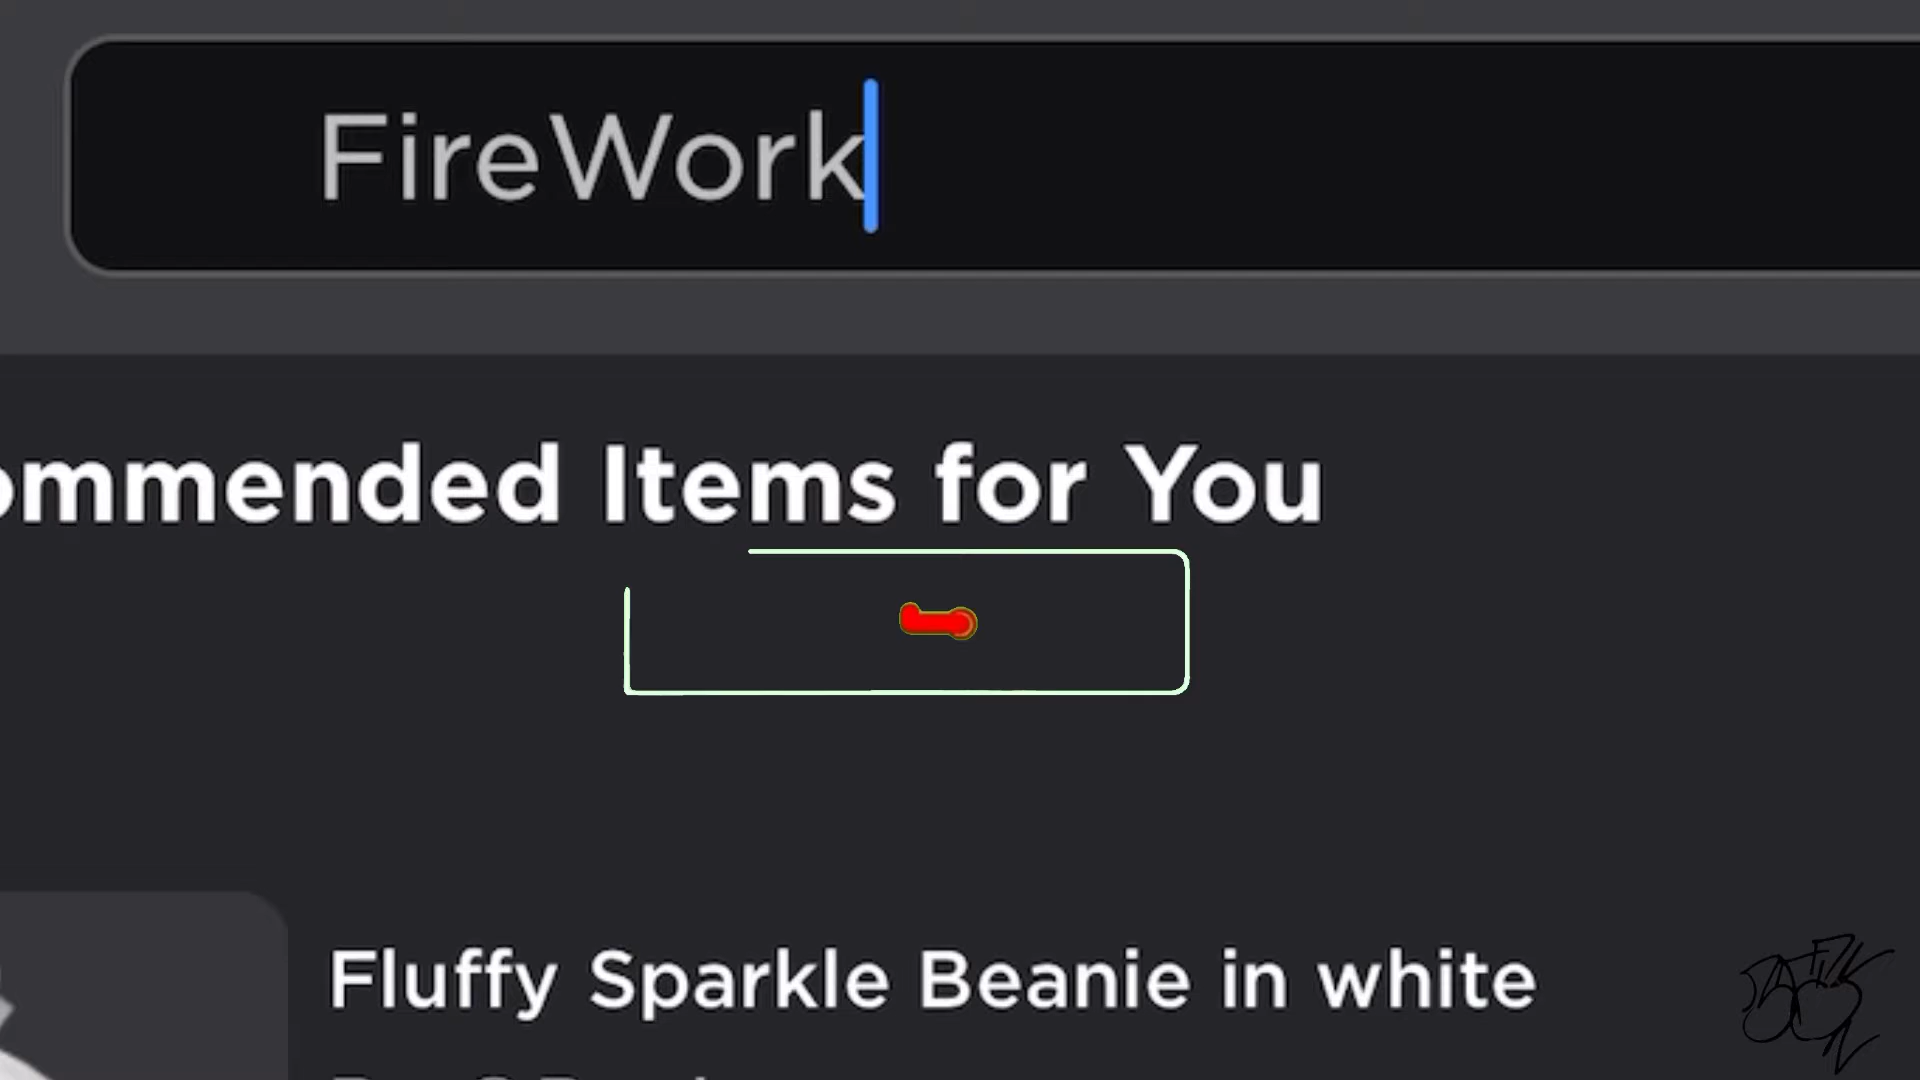 FireWork
ommended Items for You
Fluffy Sparkle Beanie in white